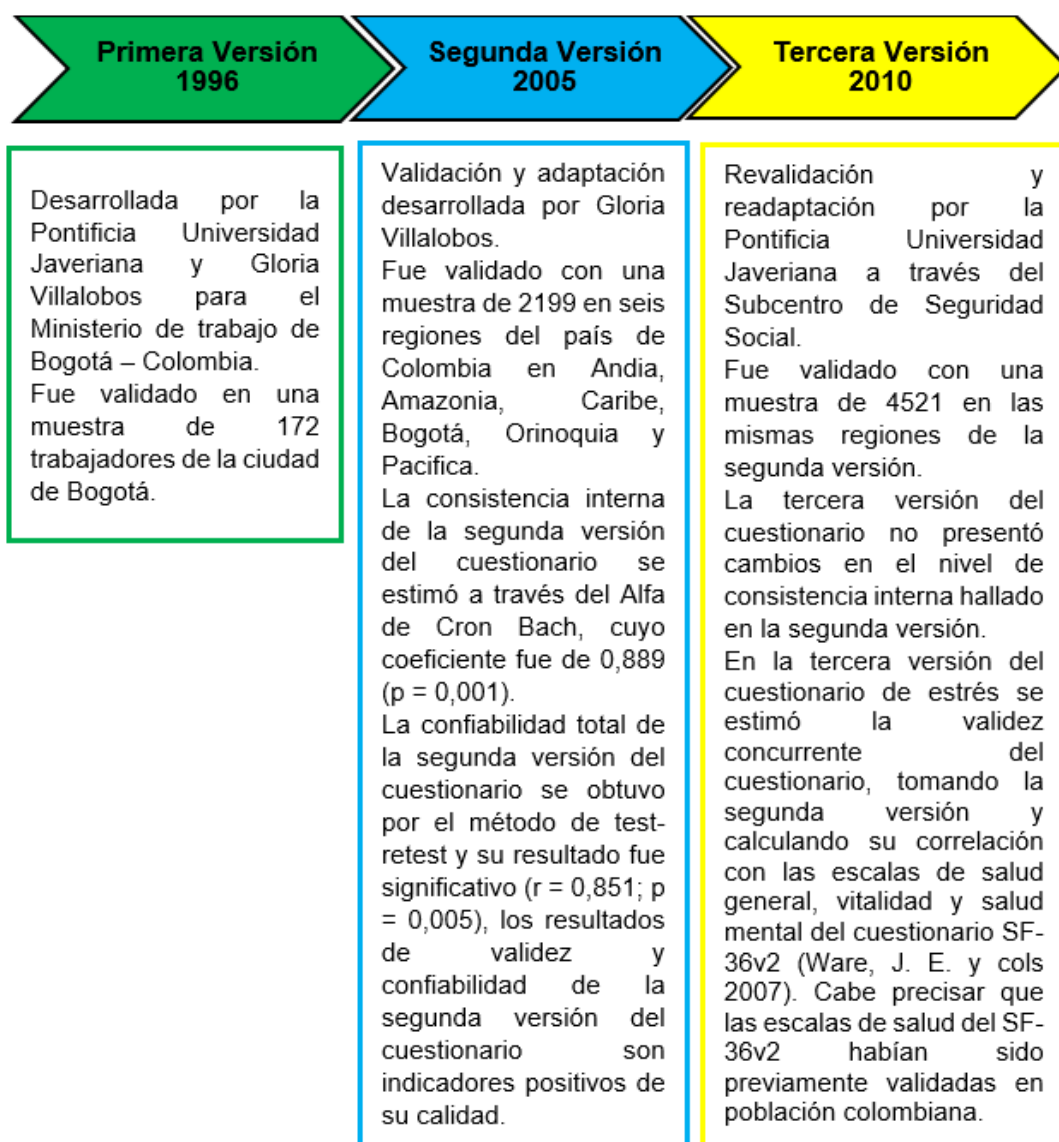 Primera Versión
1996
Segunda Versión
2005
Tercera Versión
2010
Desarrollada por la
Pontificia Universidad
Javeriana y Gloria
Villalobos para el
Ministerio de trabajo de
Bogotá – Colombia.
Fue validado en una
muestra de 172
trabajadores de la ciudad
de Bogotá.
Validación y adaptación
desarrollada por Gloria
Villalobos.
Fue validado con una
muestra de 2199 en seis
regiones del país de
Colombia en Andia,
Amazonia, Caribe,
Bogotá, Orinoquia y
Pacifica.
La consistencia interna
de la segunda versión
del cuestionario se
estimó a través del Alfa
de Cron Bach, cuyo
coeficiente fue de 0,889
(p = 0,001).
La confiabilidad total de
la segunda versión del
cuestionario se obtuvo
por el método de test-
retest y su resultado fue
significativo (r = 0,851; p
= 0,005), los resultados
de validez y
confiabilidad de la
segunda versión del
cuestionario son
indicadores positivos de
su calidad.
Revalidación y
readaptación por la
Pontificia Universidad
Javeriana a través del
Subcentro de Seguridad
Social.
Fue validado con una
muestra de 4521 en las
mismas regiones de la
segunda versión.
La tercera versión del
cuestionario no presentó
cambios en el nivel de
consistencia interna hallado
en la segunda versión.
En la tercera versión del
cuestionario de estrés se
estimó la validez
concurrente del
cuestionario, tomando la
segunda versión y
calculando su correlación
con las escalas de salud
general, vitalidad y salud
mental del cuestionario SF-
36v2 (Ware, J. E. y cols
2007). Cabe precisar que
las escalas de salud del SF-
36v2 habían sido
previamente validadas en
población colombiana.